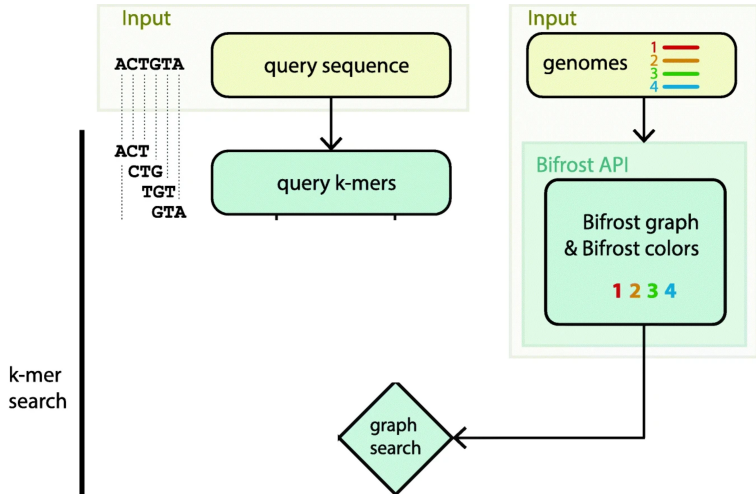 Input
ACTGTA
query sequence
ACT
CTG
TGT
GTA
query k-mers
k-mer
search
graph
search
Input
genomes
1
2
3
4
Bifrost API
Bifrost graph
& Bifrost colors
1 2 3 4